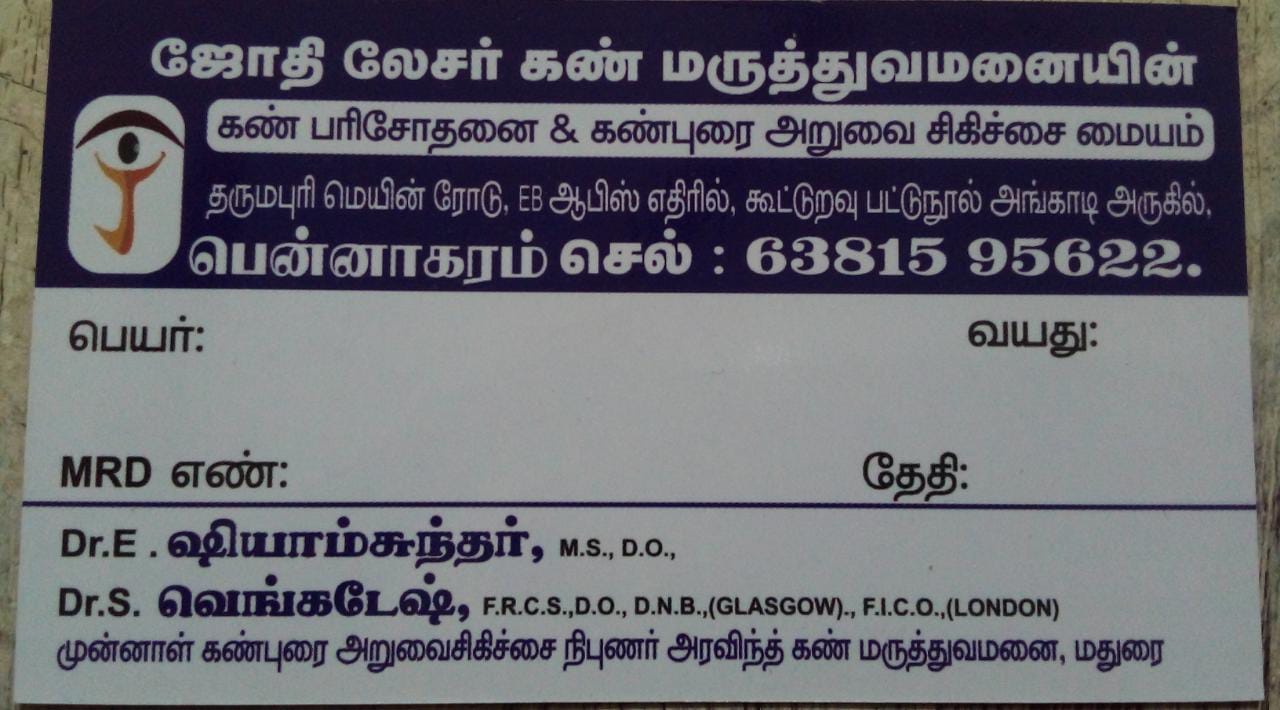 ஜோதி லேசர் கண் மருத்துவமனையின்
கண் பரிசோதனை & கண்புரை அறுவை சிகிச்சை மையம்
தருமபுரி மெயின் ரோடு, EB ஆபிஸ் எதிரில், கூட்டுறவு பட்டுநூல் அங்காடி அருகில்,
பென்னாகரம் செல் : 63815 95622.
பெயர்: வயது:
MRD எண்: தேதி:
Dr.E . ஷியாம்சுந்தர், M.S., D.O.,
Dr.S. வெங்கடேஷ், F.R.C.S.,D.O., D.N.B.,(GLASGOW)., F.I.C.O.,(LONDON)
முன்னாள் கண்புரை அறுவைசிகிச்சை நிபுணர் அரவிந்த் கண் மருத்துவமனை, மதுரை